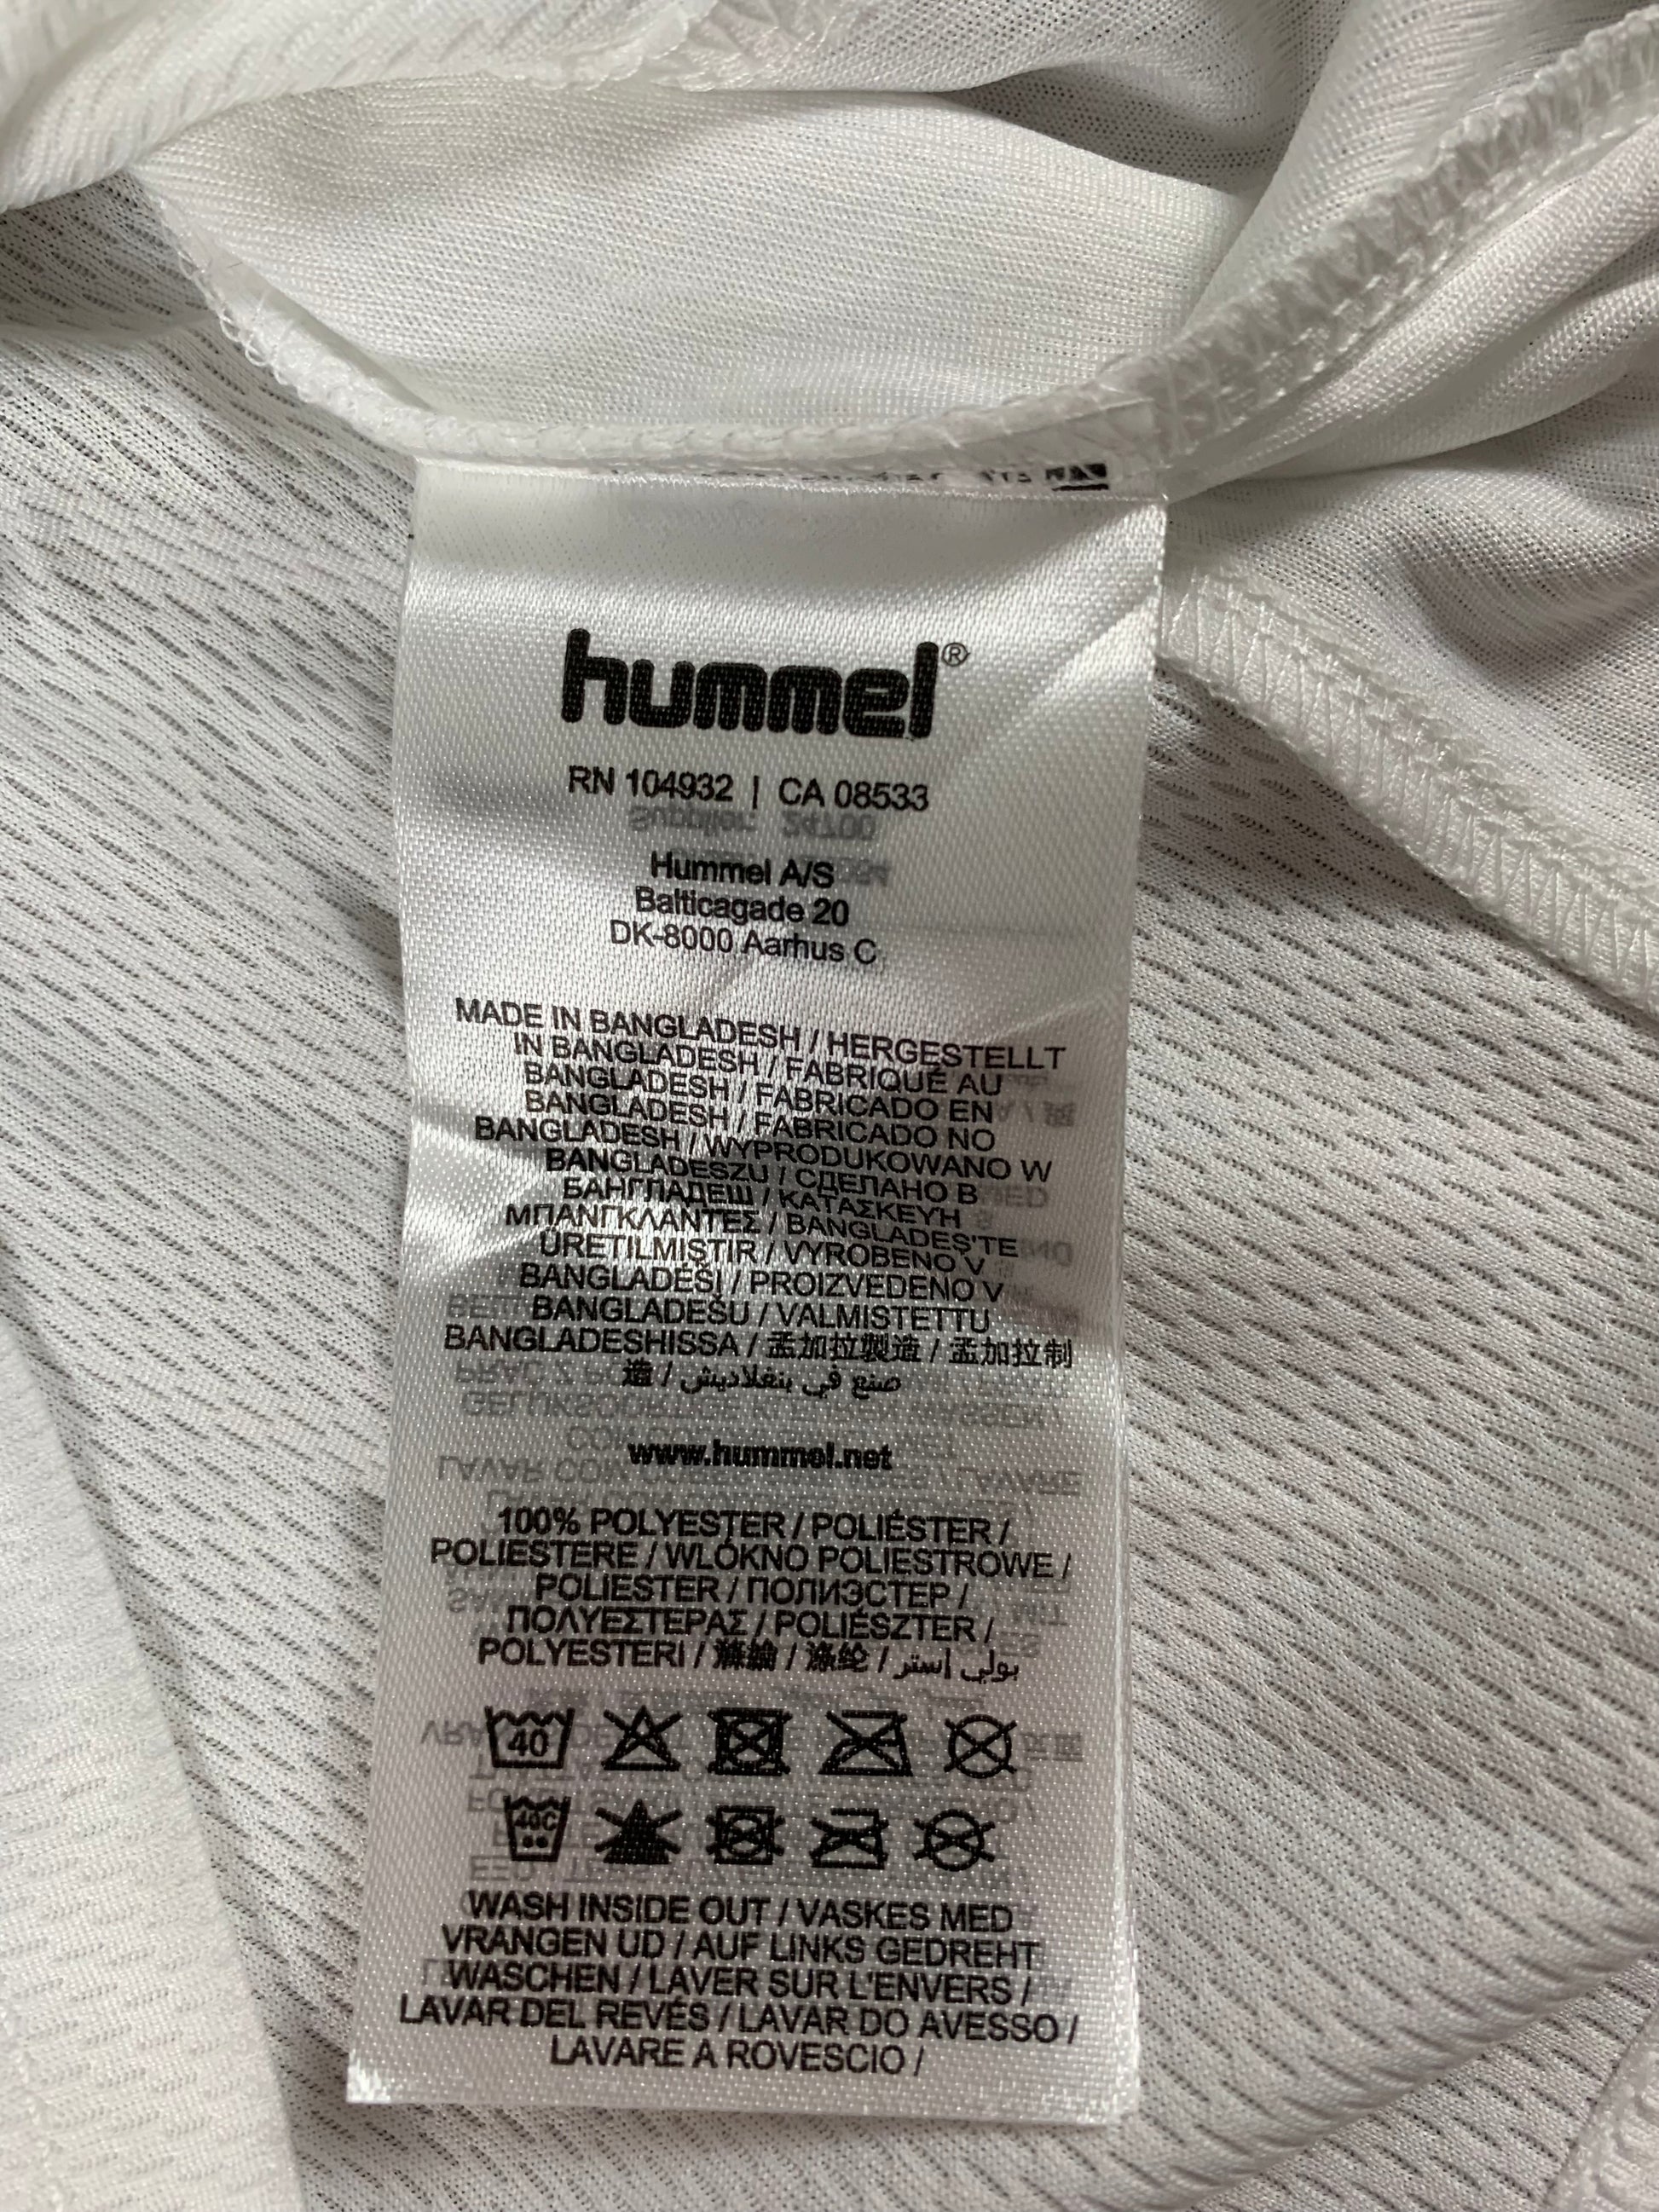 hummel®
RN 104932 | CA 08533
Hummel A/S
Balticagade 20
DK-8000 Aarhus C
MADE IN BANGLADESH / HERGESTELLT
IN BANGLADESH / FABRIQUÉ AU
BANGLADESH / FABRICADO EN
BANGLADESH / FABRICADO NO
BANGLADESH / WYPRODUKOWANO W
BANGLADESZU / СДЕЛАНО В
БАНГЛАДЕШ / ΚΑΤΑΣΚΕΥΗ
ΜΠΑΝΓΚΛΑΝΤΕΣ / BANGLADEŞ'TE
ÜRETILMIŞTIR / VYROBENO V
BANGLADÉŠI / PROIZVEDENO V
BANGLADEŠU / VALMISTETTU
BANGLADESHISSA / 孟加拉製造 / 孟加拉制
造 / صنع في بنغلاديش
www.hummel.net
100% POLYESTER / POLIÉSTER /
POLIESTERE / WLÓKNO POLIESTROWE /
POLIESTER / ПОЛИЭСТЕР /
ΠΟΛΥΕΣΤΕΡΑΣ / POLIÉSZTER /
POLYESTERI / 滌綸 / 涤纶 / بولي إستر
40
40C
WASH INSIDE OUT / VASKES MED
VRANGEN UD / AUF LINKS GEDREHT
WASCHEN / LAVER SUR L'ENVERS /
LAVAR DEL REVÉS / LAVAR DO AVESSO /
LAVARE A ROVESCIO /